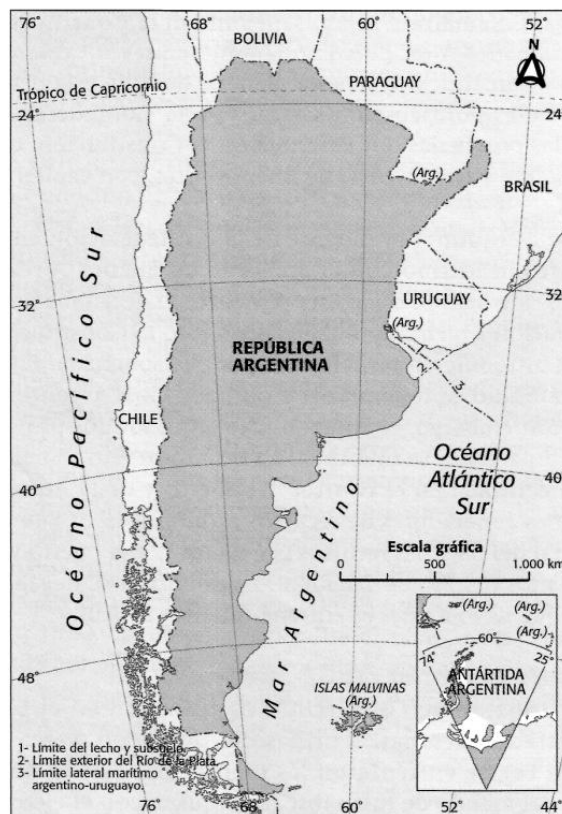 76°
68°
60°
52°
BOLIVIA
N
PARAGUAY
Trópico de Capricornio
24°
24°
(Arg.)
BRASIL
32°
32°
URUGUAY
(Arg.)
1
2
3
REPÚBLICA
ARGENTINA
CHILE
Océano Pacífico Sur
Océano
Atlántico
Sur
40°
40°
Mar Argentino
Escala gráfica
0 500 1.000 km
(Arg.)
(Arg.)
(Arg.)
60°
74°
25°
ANTÁRTIDA
ARGENTINA
48°
ISLAS MALVINAS
(Arg.)
1- Límite del lecho y subsuelo.
2- Límite exterior del Río de la Plata.
3- Límite lateral marítimo
argentino-uruguayo.
76°
68°
60°
52°
44°